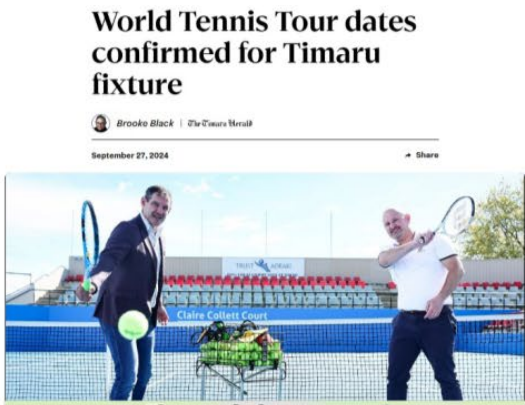 World Tennis Tour dates
confirmed for Timaru
fixture
Brooke Black | The Timaru Herald
September 27, 2024
Share
TRUST
Claire Collett Court